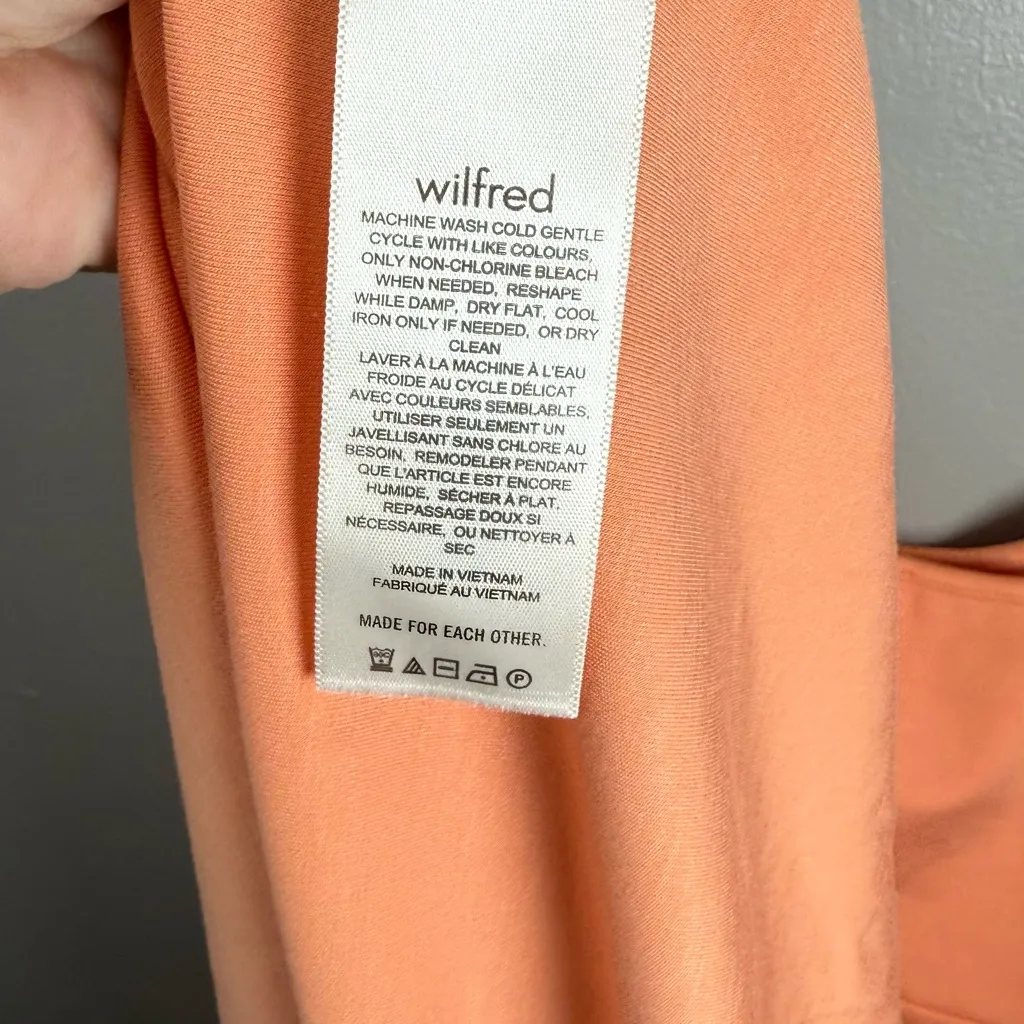 wilfred
MACHINE WASH COLD GENTLE
CYCLE WITH LIKE COLOURS,
ONLY NON-CHLORINE BLEACH
WHEN NEEDED, RESHAPE
WHILE DAMP, DRY FLAT, COOL
IRON ONLY IF NEEDED, OR DRY
CLEAN
LAVER À LA MACHINE À L'EAU
FROIDE AU CYCLE DÉLICAT
AVEC COULEURS SEMBLABLES,
UTILISER SEULEMENT UN
JAVELLISANT SANS CHLORE AU
BESOIN, REMODELER PENDANT
QUE L'ARTICLE EST ENCORE
HUMIDE, SÉCHER À PLAT,
REPASSAGE DOUX SI
NÉCESSAIRE, OU NETTOYER À
SEC
MADE IN VIETNAM
FABRIQUÉ AU VIETNAM
MADE FOR EACH OTHER.
P